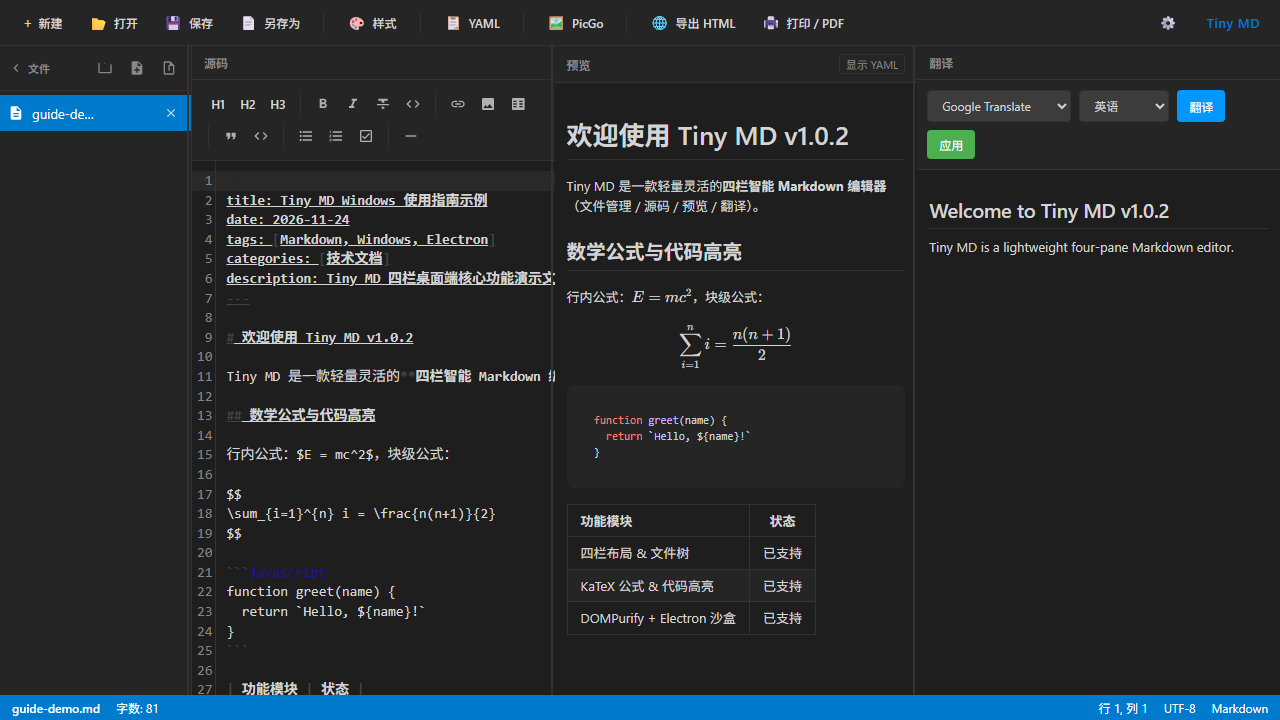 + 新建 打开 保存 另存为 样式 YAML PicGo 导出 HTML 打印 / PDF Tiny MD
文件
guide-de...
源码
H1 H2 H3 B I
1
2 title: Tiny MD Windows 使用指南示例
3 date: 2026-11-24
4 tags: [Markdown, Windows, Electron]
5 categories: [技术文档]
6 description: Tiny MD 四栏桌面端核心功能演示文
7 ---
8
9 # 欢迎使用 Tiny MD v1.0.2
10
11 Tiny MD 是一款轻量灵活的**四栏智能 Markdown
12
13 ## 数学公式与代码高亮
14
15 行内公式：$E = mc^2$，块级公式：
16
17 $$
18 \sum_{i=1}^{n} i = \frac{n(n+1)}{2}
19 $$
20
21 ```javascript
22 function greet(name) {
23 return `Hello, ${name}!`
24 }
25 ```
26
27 | 功能模块 | 状态 |
预览 显示 YAML
欢迎使用 Tiny MD v1.0.2
Tiny MD 是一款轻量灵活的四栏智能 Markdown 编辑器
（文件管理 / 源码 / 预览 / 翻译）。
数学公式与代码高亮
行内公式：E = mc²，块级公式：
∑_{i=1}^{n} i = n(n + 1) / 2
function greet(name) {
return `Hello, ${name}!`
}
功能模块 状态
四栏布局 & 文件树 已支持
KaTeX 公式 & 代码高亮 已支持
DOMPurify + Electron 沙盒 已支持
翻译
Google Translate 英语 翻译
应用
Welcome to Tiny MD v1.0.2
Tiny MD is a lightweight four-pane Markdown editor.
guide-demo.md 字数: 81 行 1, 列 1 UTF-8 Markdown